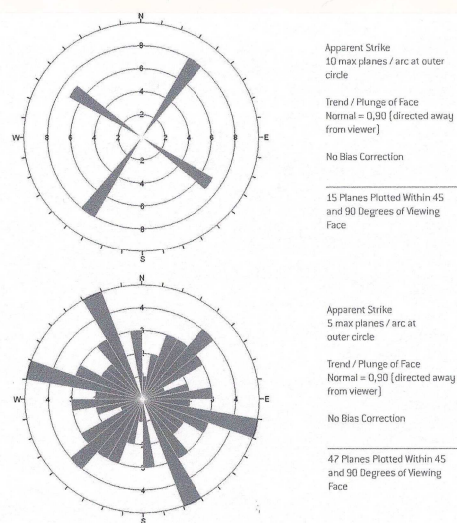 N
8
6
4
2
W 8 6 4 2 2 4 6 8 E
2
4
6
8
S
Apparent Strike
10 max planes / arc at outer
circle
Trend / Plunge of Face
Normal = 0,90 (directed away
from viewer)
No Bias Correction
15 Planes Plotted Within 45
and 90 Degrees of Viewing
Face
N
4
W 4 4 E
4
S
Apparent Strike
5 max planes / arc at
outer circle
Trend / Plunge of Face
Normal = 0,90 (directed away
from viewer)
No Bias Correction
47 Planes Plotted Within 45
and 90 Degrees of Viewing
Face